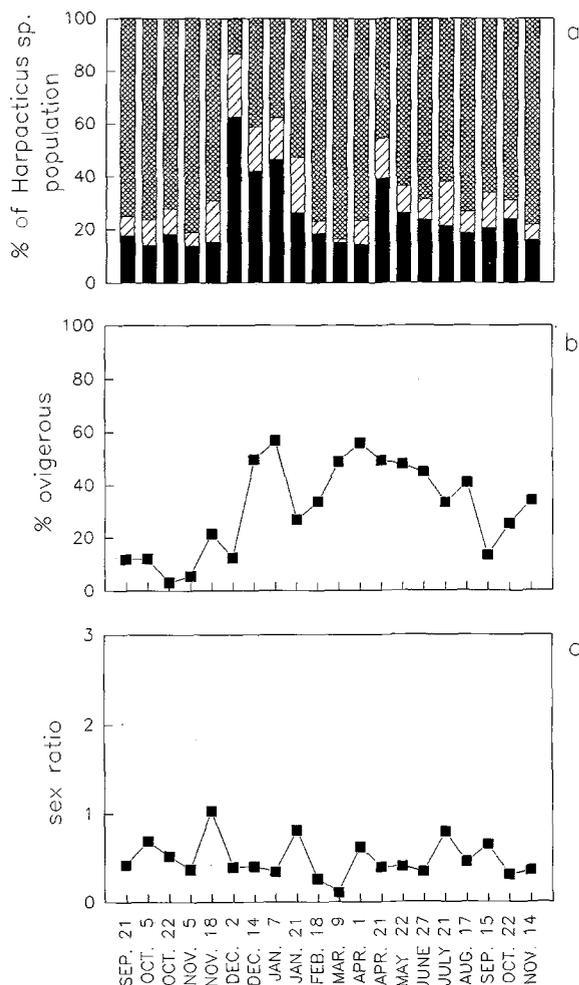 a
% of Harpacticus sp.
population
100
80
60
40
20
0
b
% ovigerous
100
80
60
40
20
0
c
sex ratio
3
2
1
0
SEP. 21
OCT. 5
OCT. 22
NOV. 5
NOV. 18
DEC. 2
DEC. 14
JAN. 7
JAN. 21
FEB. 18
MAR. 9
APR. 1
APR. 21
MAY 22
JUNE 27
JULY 21
AUG. 17
SEP. 15
OCT. 22
NOV. 14